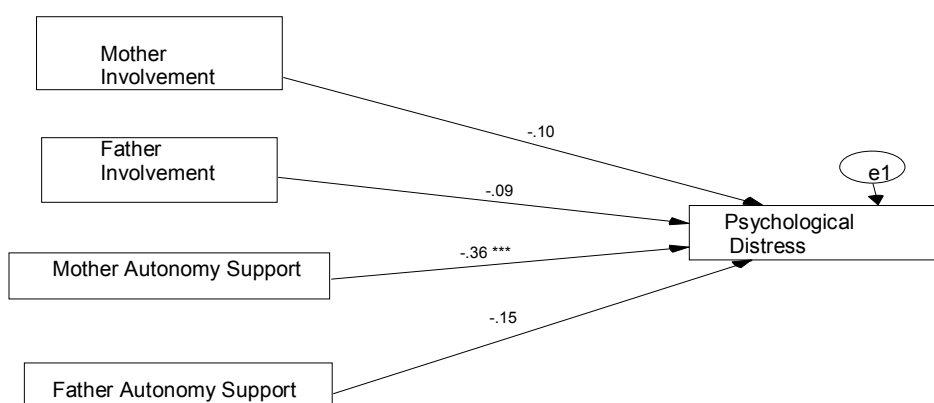 Mother
Involvement
-.10
Father
Involvement
e1
-.09
Psychological
Distress
-.36 ***
Mother Autonomy Support
-.15
Father Autonomy Support